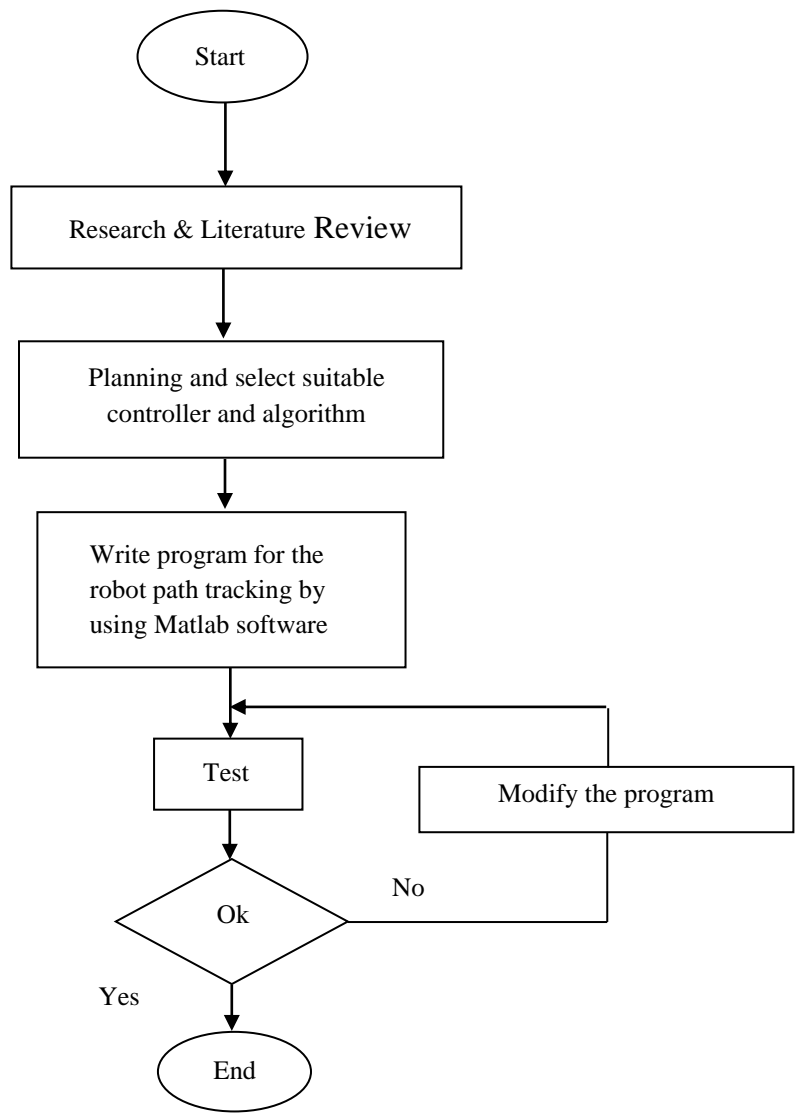 Start
Research & Literature Review
Planning and select suitable
controller and algorithm
Write program for the
robot path tracking by
using Matlab software
Test
Modify the program
Ok
No
Yes
End